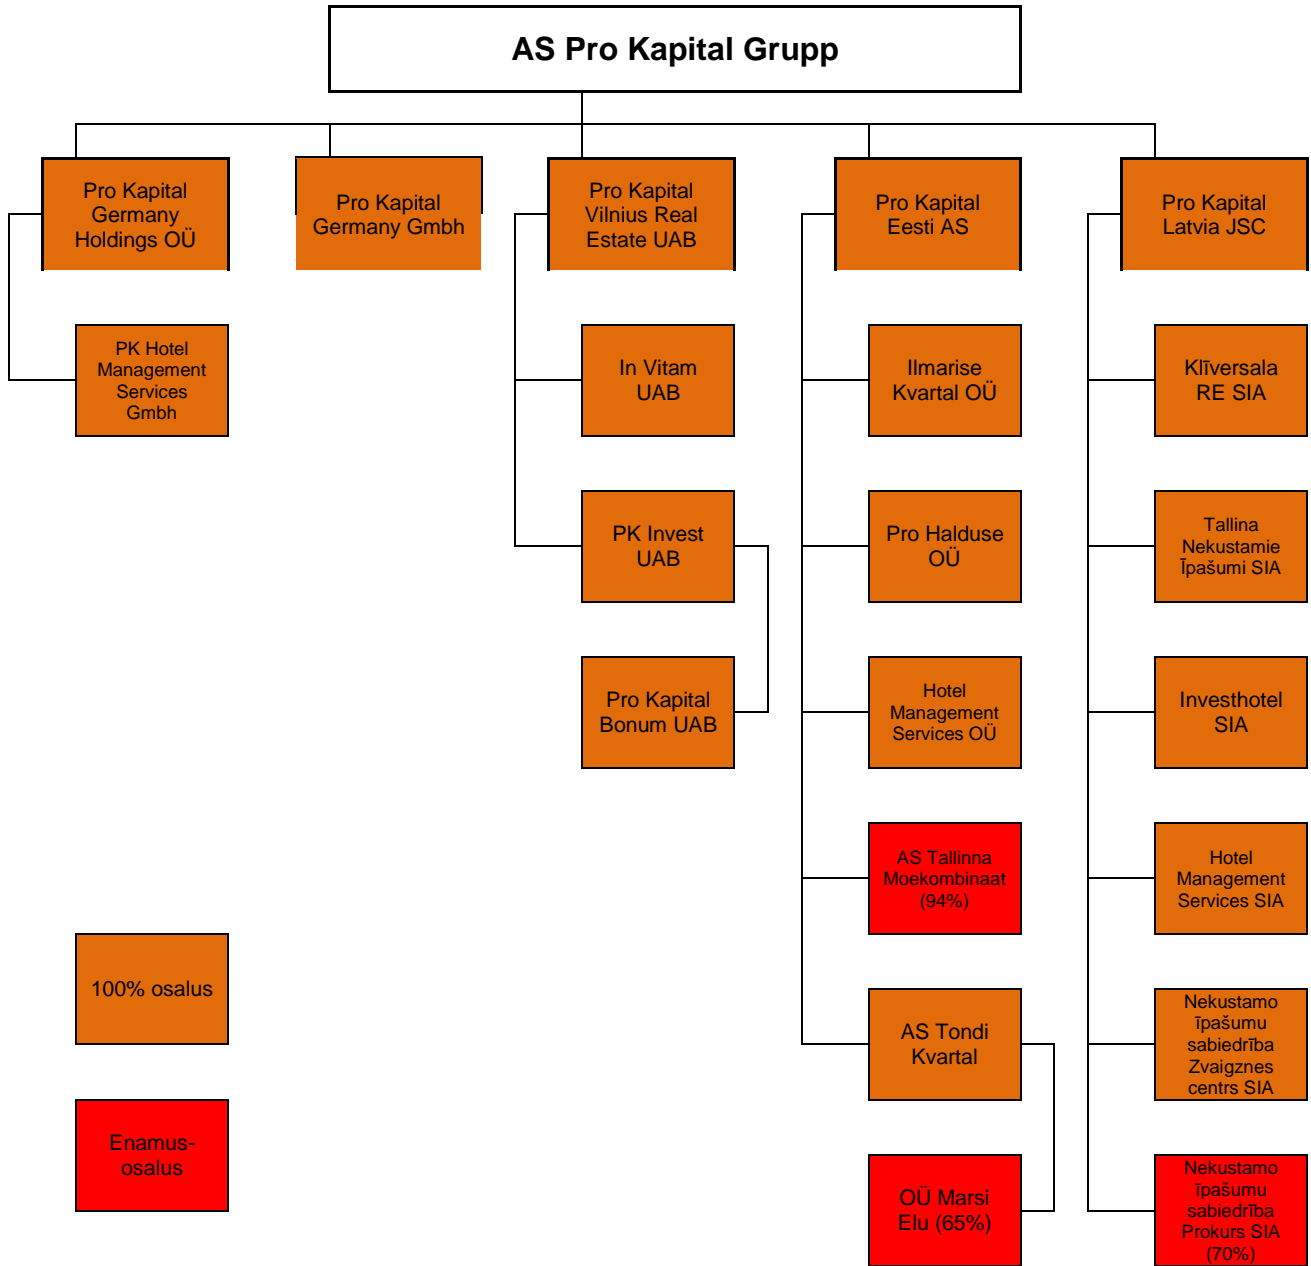 AS Pro Kapital Grupp
Pro Kapital
Germany
Holdings OÜ
Pro Kapital
Germany Gmbh
Pro Kapital
Vilnius Real
Estate UAB
Pro Kapital
Eesti AS
Pro Kapital
Latvia JSC
PK Hotel
Management
Services
Gmbh
In Vitam
UAB
Ilmarise
Kvartal OÜ
Klīversala
RE SIA
PK Invest
UAB
Pro Halduse
OÜ
Tallina
Nekustamie
Īpašumi SIA
Pro Kapital
Bonum UAB
Hotel
Management
Services OÜ
Investhotel
SIA
AS Tallinna
Moekombinaat
(94%)
Hotel
Management
Services SIA
100% osalus
AS Tondi
Kvartal
Nekustamo
īpašumu
sabiedrība
Zvaigznes
centrs SIA
Enamus-
osalus
OÜ Marsi
Elu (65%)
Nekustamo
īpašumu
sabiedrība
Prokurs SIA
(70%)